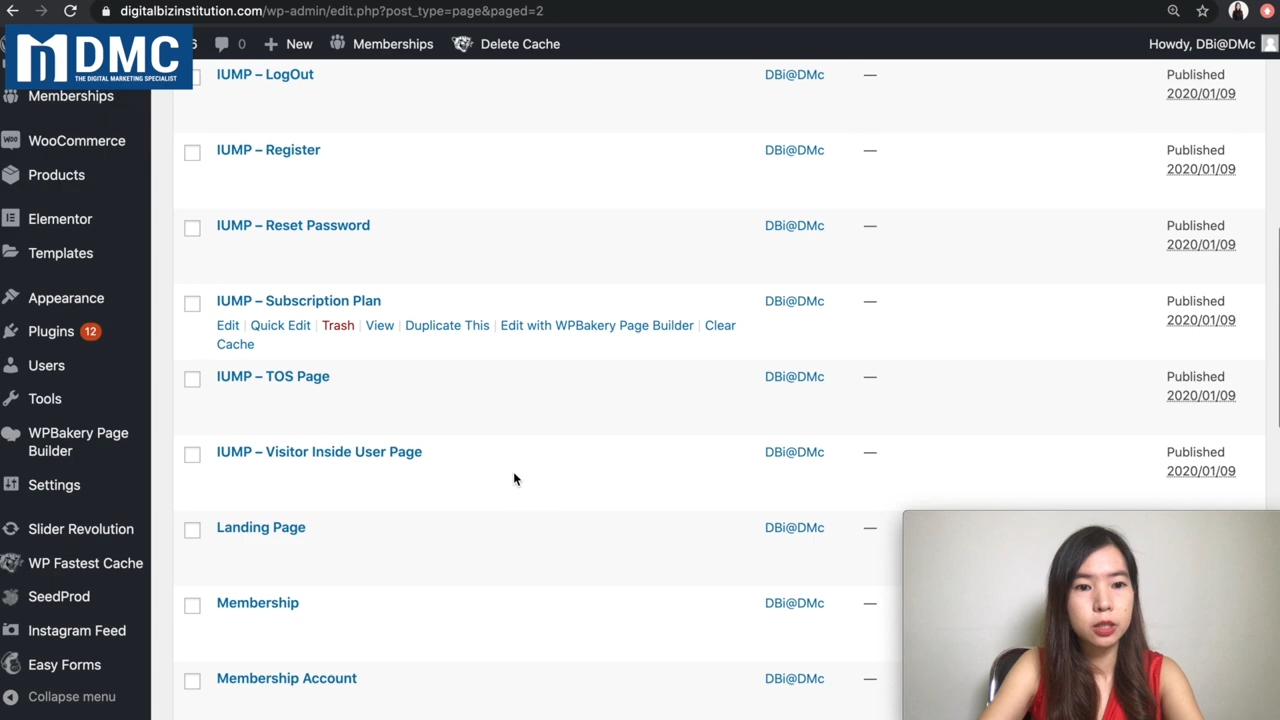 digitalbizinstitution.com/wp-admin/edit.php?post_type=page&paged=2
DMC
THE DIGITAL MARKETING SPECIALIST
6 0 New Memberships Delete Cache Howdy, DBi@DMc
Memberships
WooCommerce
Products
Elementor
Templates
Appearance
Plugins 12
Users
Tools
WPBakery Page
Builder
Settings
Slider Revolution
WP Fastest Cache
SeedProd
Instagram Feed
Easy Forms
Collapse menu
IUMP – LogOut DBi@DMc — Published
2020/01/09
IUMP – Register DBi@DMc — Published
2020/01/09
IUMP – Reset Password DBi@DMc — Published
2020/01/09
IUMP – Subscription Plan DBi@DMc — Published
Edit | Quick Edit | Trash | View | Duplicate This | Edit with WPBakery Page Builder | Clear 2020/01/09
Cache
IUMP – TOS Page DBi@DMc — Published
2020/01/09
IUMP – Visitor Inside User Page DBi@DMc — Published
2020/01/09
Landing Page DBi@DMc —
Membership DBi@DMc —
Membership Account DBi@DMc —